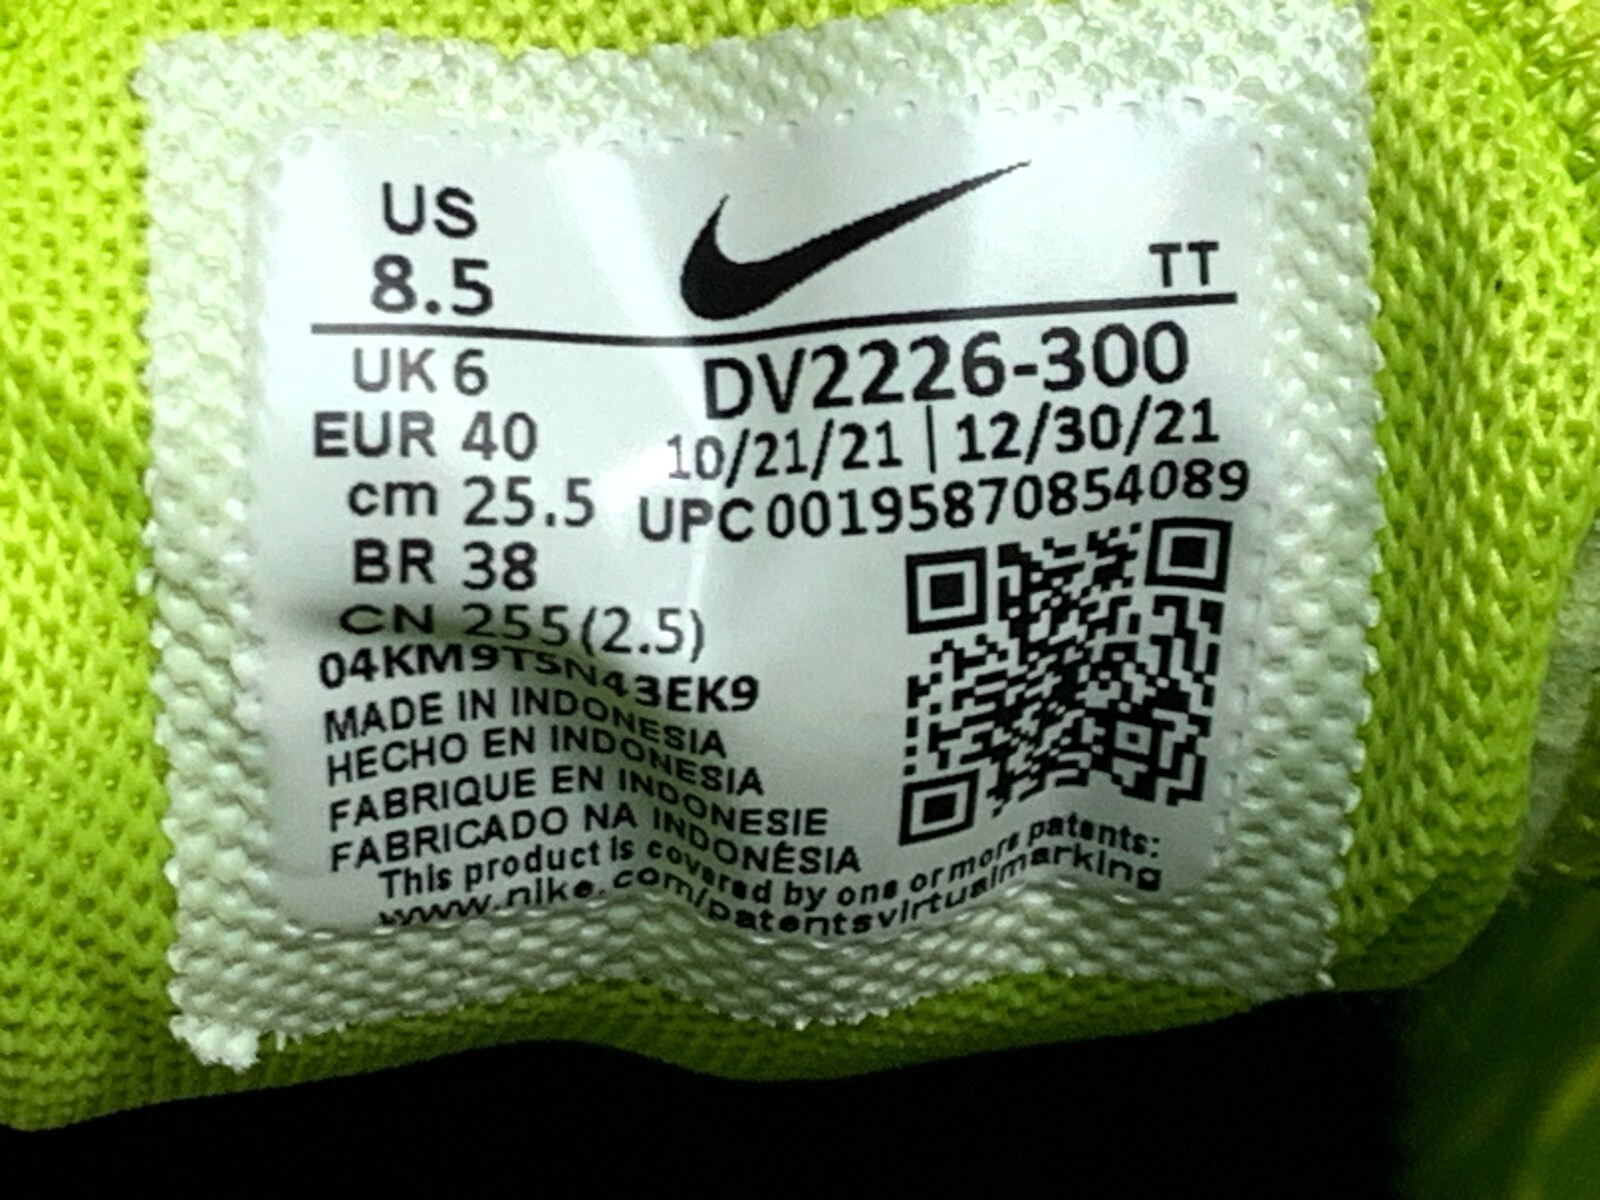 US
8.5
TT
UK 6
EUR 40
cm 25.5
BR 38
CN 255(2.5)
DV2226-300
10/21/21 | 12/30/21
UPC 00195870854089
04KM9T5N43EK9
MADE IN INDONESIA
HECHO EN INDONESIA
FABRIQUE EN INDONESIE
FABRICADO NA INDONÉSIA
This product is covered by one or more patents:
www.nike.com/patentsvirtualmarking